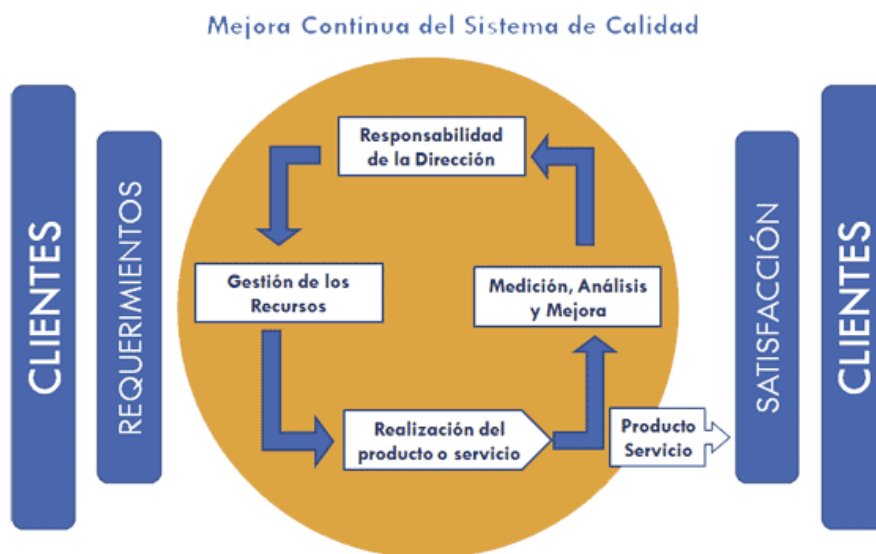 Mejora Continua del Sistema de Calidad
CLIENTES
REQUERIMIENTOS
Responsabilidad
de la Dirección
Gestión de los
Recursos
Medición, Análisis
y Mejora
Realización del
producto o servicio
Producto
Servicio
SATISFACCIÓN
CLIENTES